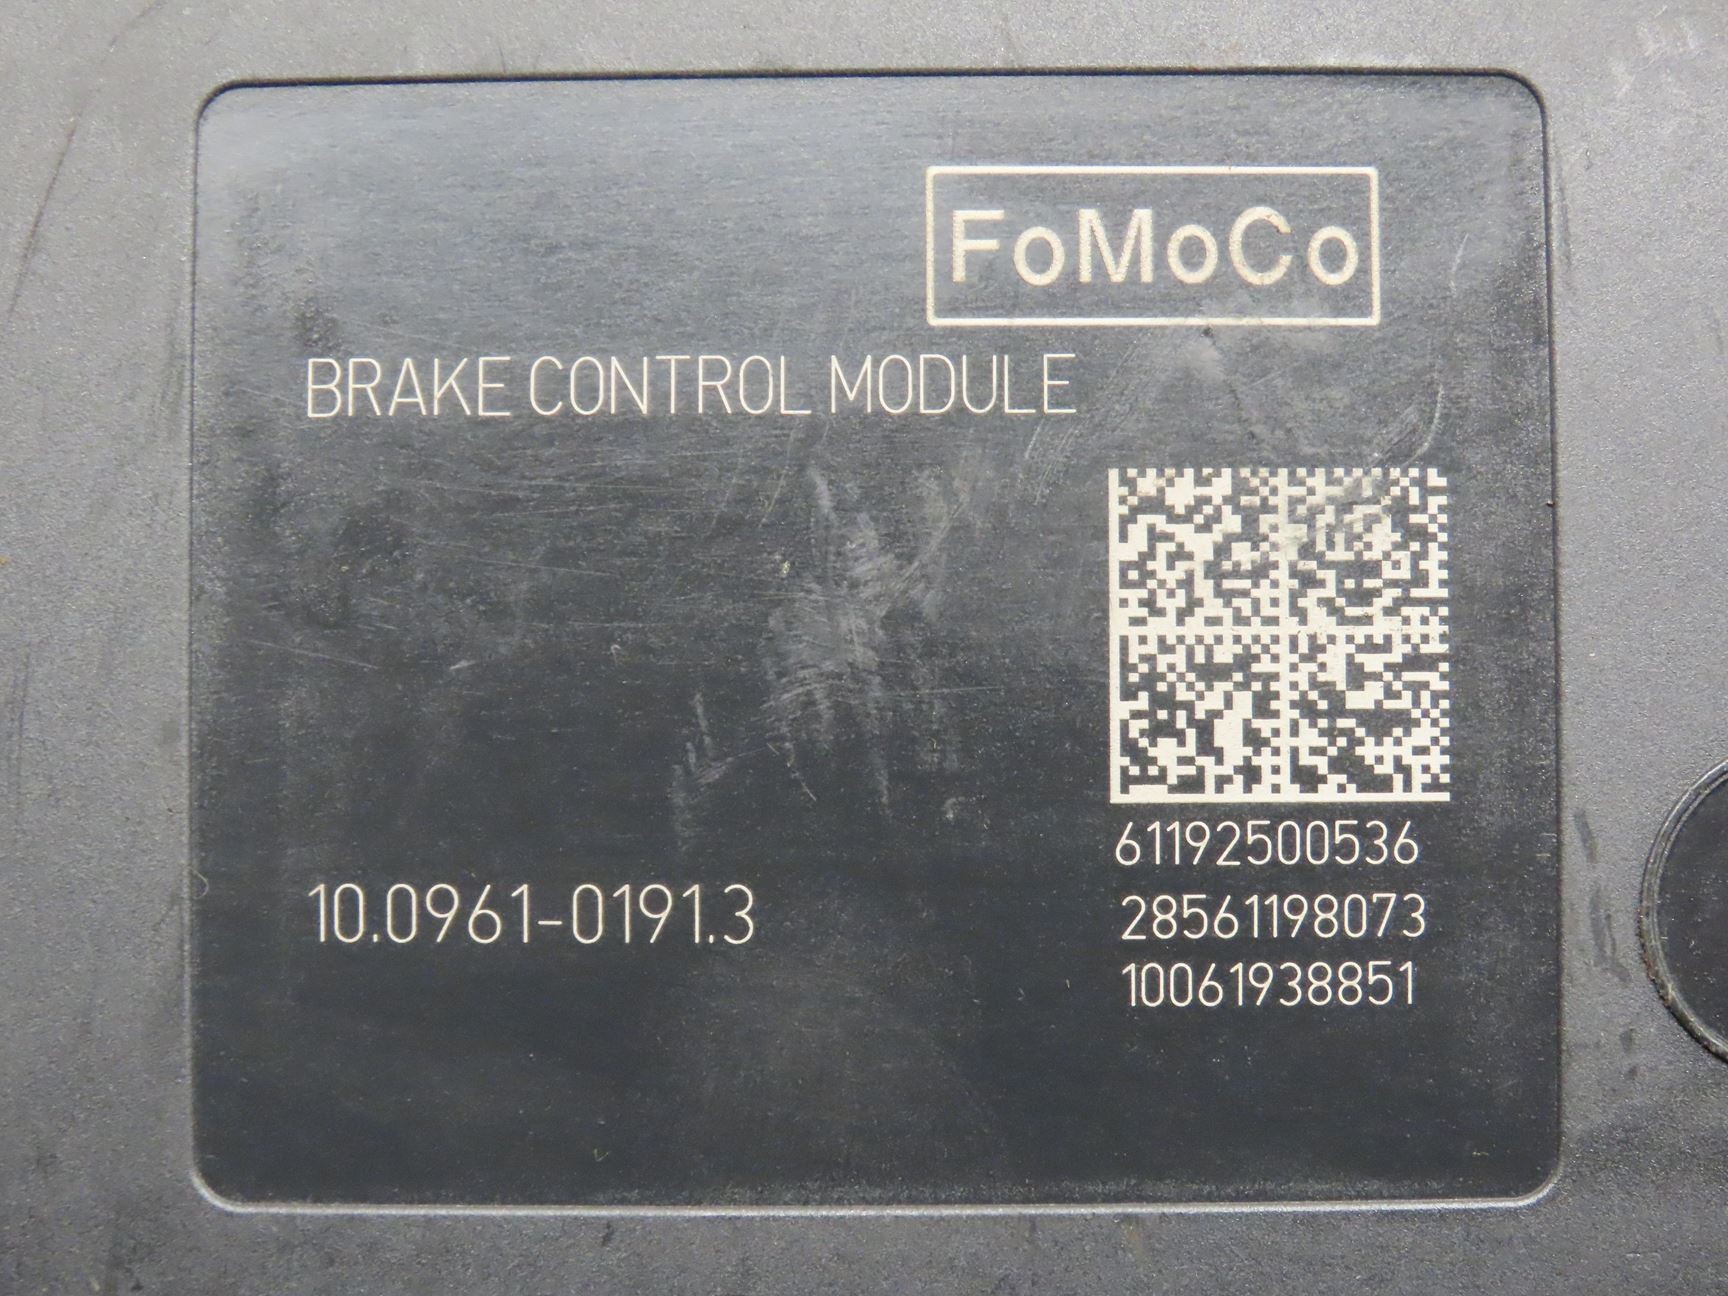 FoMoCo
BRAKE CONTROL MODULE
61192500536
10.0961-0191.3
28561198073
10061938851